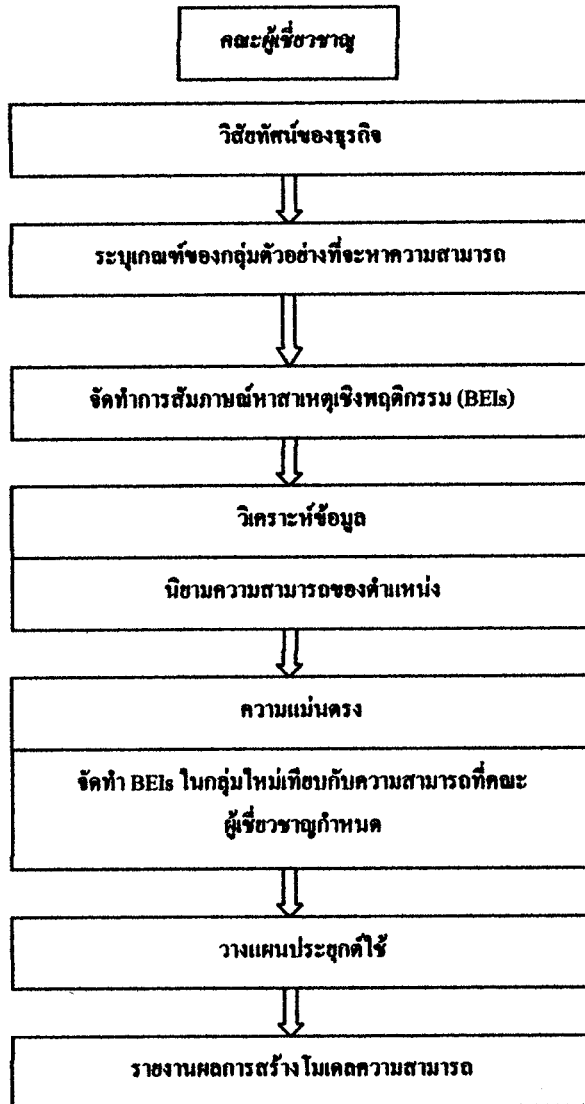 คณะผู้เชี่ยวชาญ
วิสัยทัศน์ของธุรกิจ
ระบุเกณฑ์ของกลุ่มตัวอย่างที่จะหาความสามารถ
จัดทำการสัมภาษณ์หาสาเหตุเชิงพฤติกรรม (BEIs)
วิเคราะห์ข้อมูล
นิยามความสามารถของตำแหน่ง
ความแม่นตรง
จัดทำ BEIs ในกลุ่มใหม่เทียบกับความสามารถที่คณะ
ผู้เชี่ยวชาญกำหนด
วางแผนประยุกต์ใช้
รายงานผลการสร้างโมเดลความสามารถ